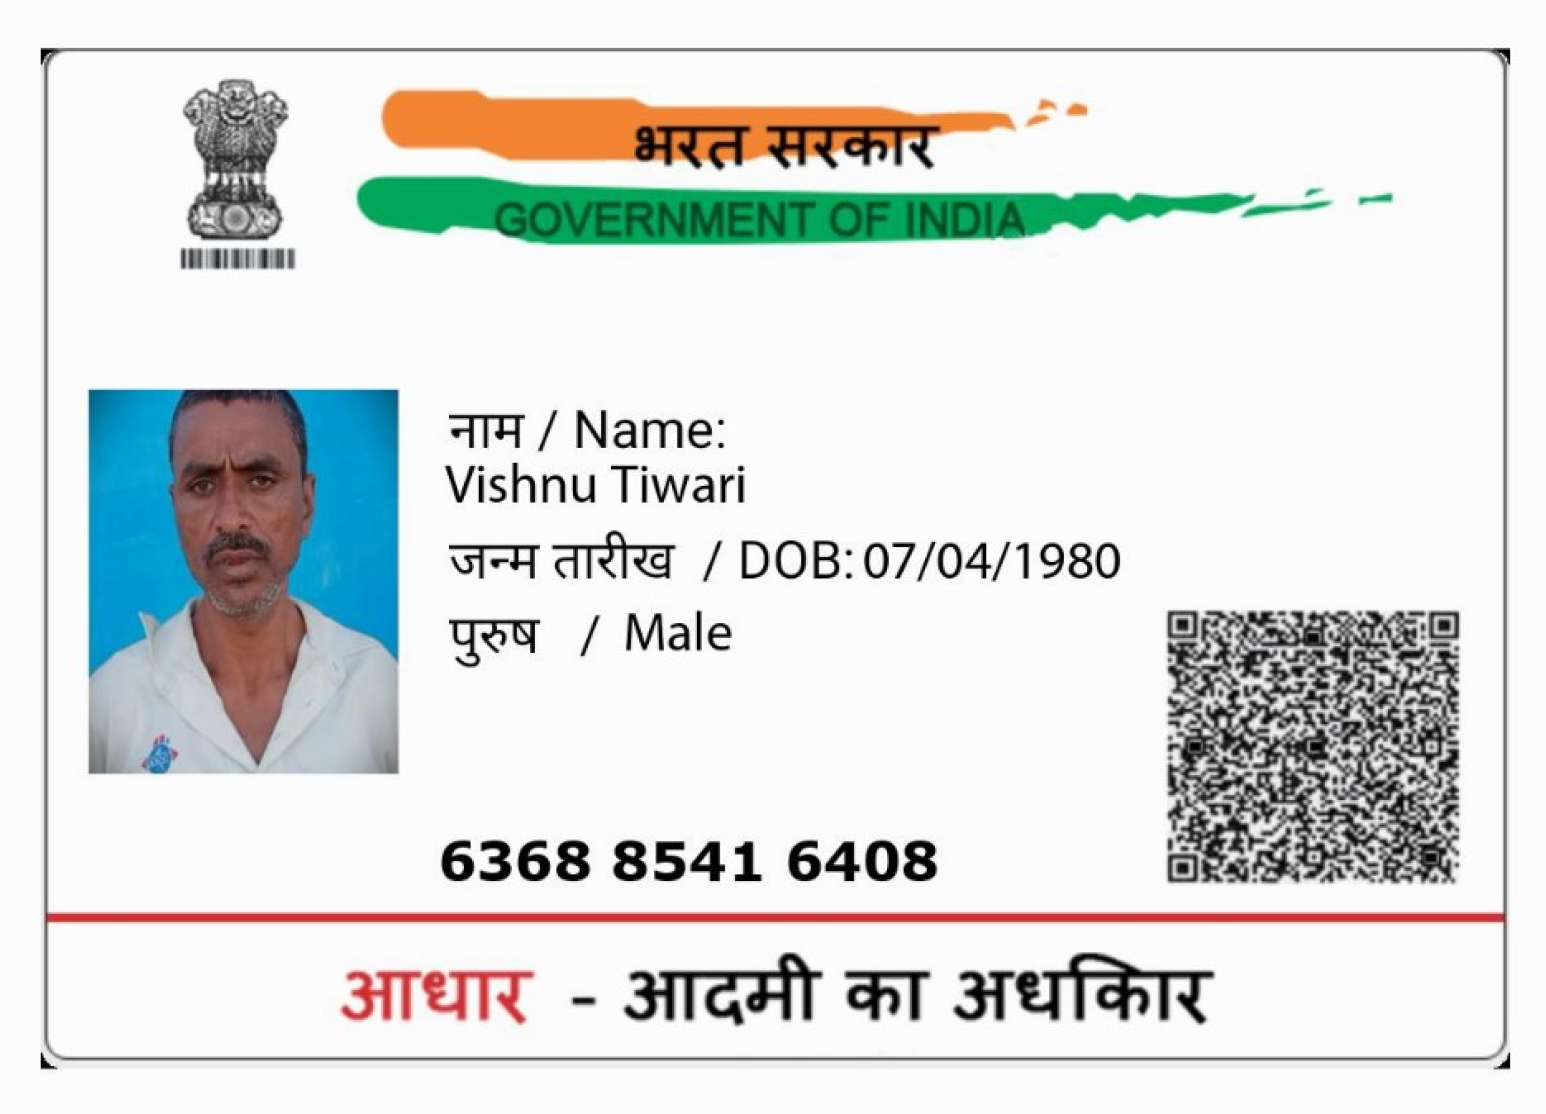 भरत सरकार
GOVERNMENT OF INDIA
नाम / Name:
Vishnu Tiwari
जन्म तारीख / DOB: 07/04/1980
पुरुष / Male
6368 8541 6408
आधार - आदमी का अधकिार